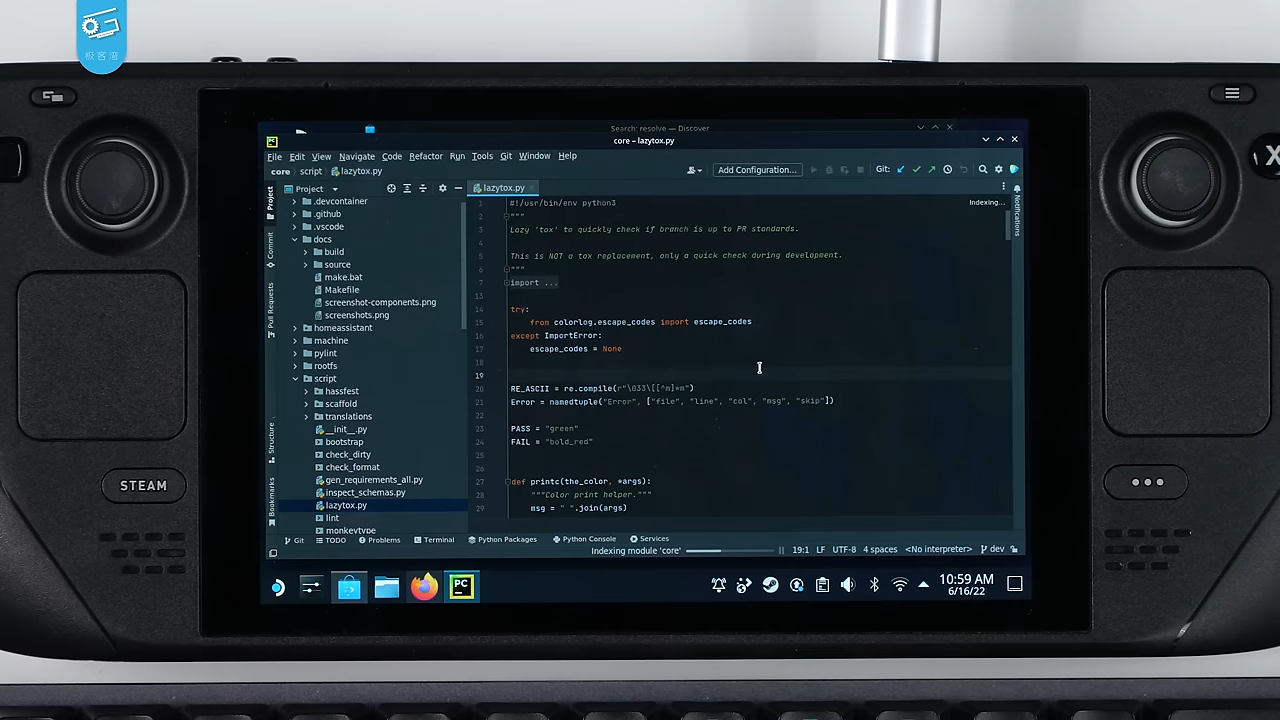 极客湾
Search: resolve — Discover
core – lazytox.py
File Edit View Navigate Code Refactor Run Tools Git Window Help
core script lazytox.py
Add Configuration...
Git:
Project
lazytox.py
Indexing...
Project
Commit
Pull Requests
Structure
Bookmarks
Notifications
.devcontainer
.github
.vscode
docs
build
source
make.bat
Makefile
screenshot-components.png
screenshots.png
homeassistant
machine
pylint
rootfs
script
hassfest
scaffold
translations
__init__.py
bootstrap
check_dirty
check_format
gen_requirements_all.py
inspect_schemas.py
lazytox.py
lint
monkeytype
1 #!/usr/bin/env python3
2 """
3 Lazy 'tox' to quickly check if branch is up to PR standards.
4
5 This is NOT a tox replacement, only a quick check during development.
6 """
7 import ...
13
14 try:
15 from colorlog.escape_codes import escape_codes
16 except ImportError:
17 escape_codes = None
18
19
20 RE_ASCII = re.compile(r"\033\[[^m]*m")
21 Error = namedtuple("Error", ["file", "line", "col", "msg", "skip"])
22
23 PASS = "green"
24 FAIL = "bold_red"
25
26
27 def printc(the_color, *args):
28 """Color print helper."""
29 msg = " ".join(args)
Git TODO Problems Terminal Python Packages Python Console Services
Indexing module 'core' 19:1 LF UTF-8 4 spaces <No interpreter> dev
PC
10:59 AM
6/16/22
STEAM
X